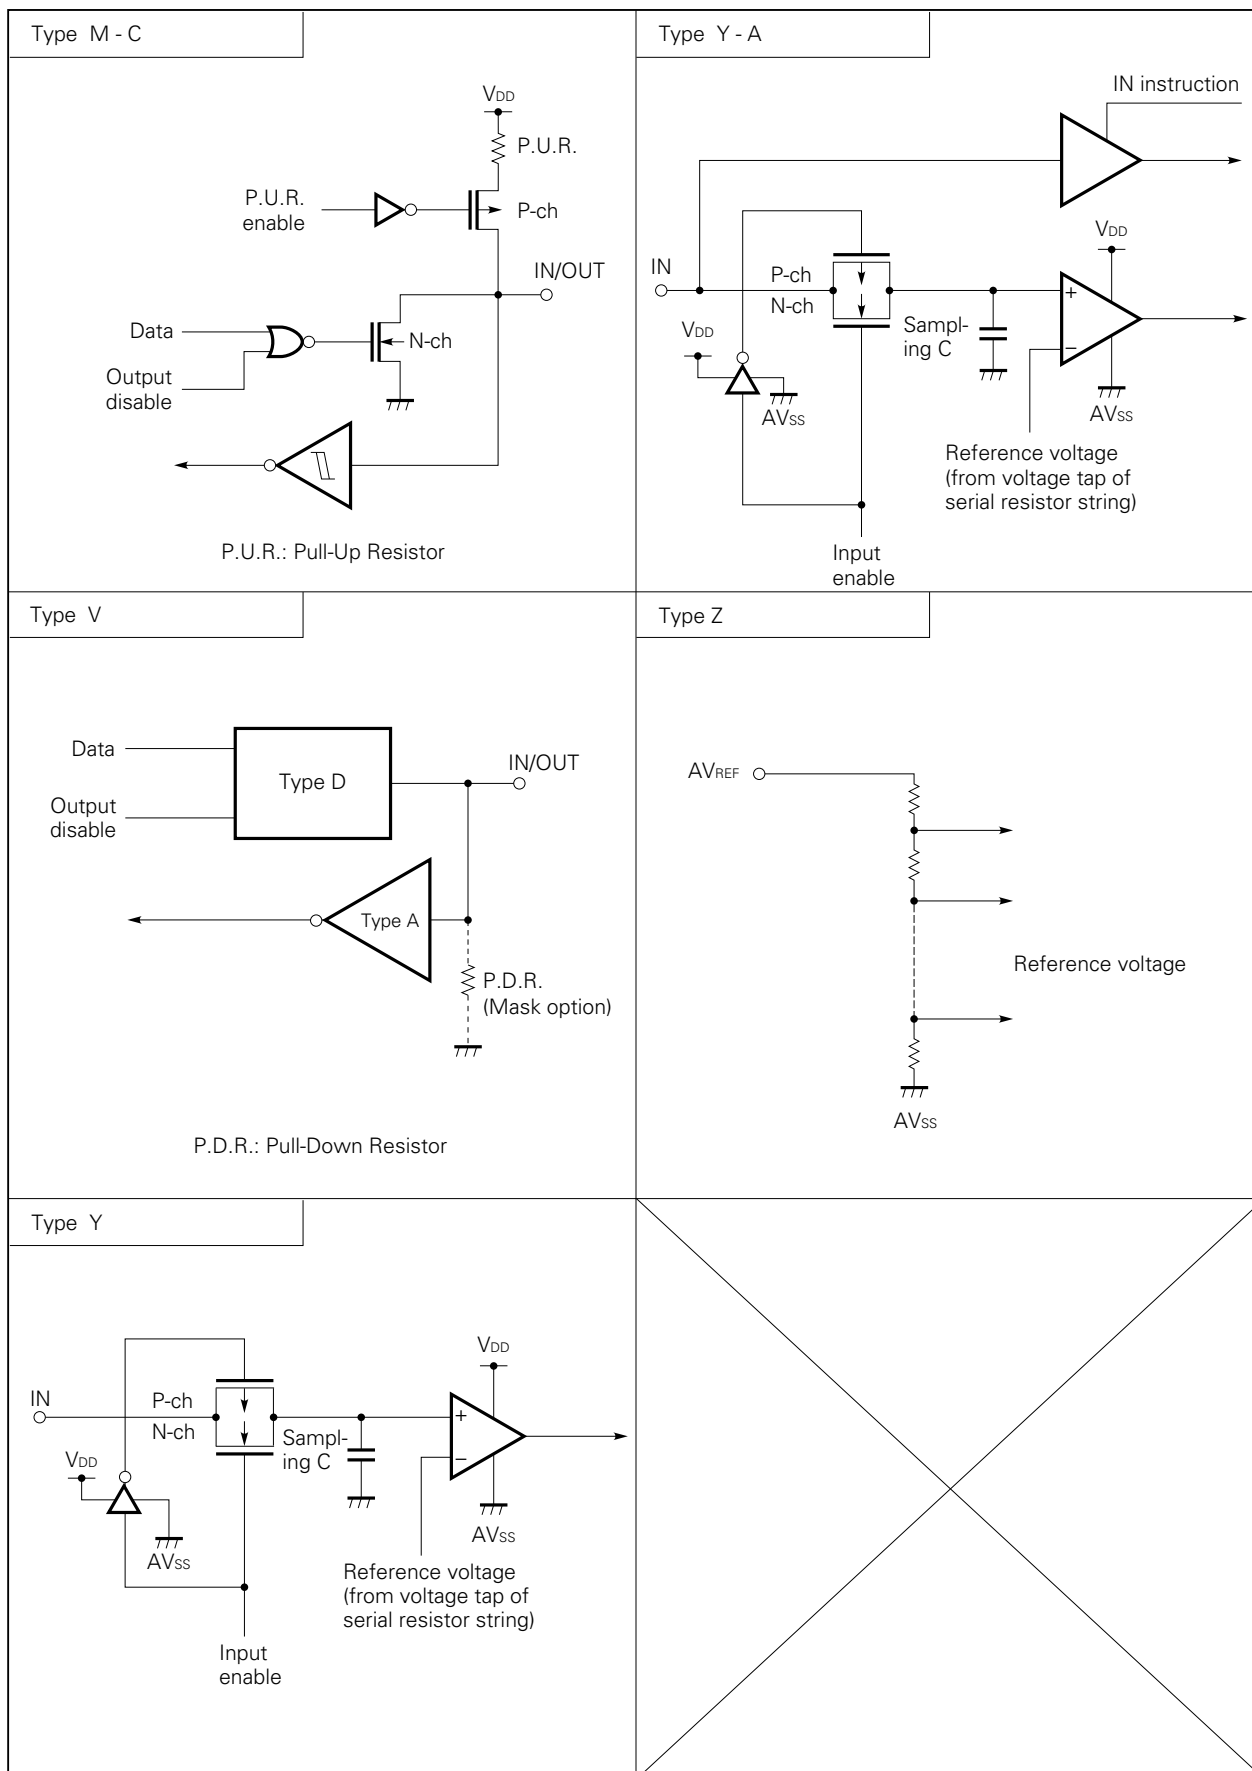 Type M - C
VDD
P.U.R.
P.U.R.
enable
P-ch
IN/OUT
Data
N-ch
Output
disable
P.U.R.: Pull-Up Resistor
Type Y - A
IN instruction
VDD
IN
P-ch
N-ch
+
VDD
Sampl-
ing C
−
AVSS
AVSS
Reference voltage
(from voltage tap of
serial resistor string)
Input
enable
Type V
Data
Type D
IN/OUT
Output
disable
Type A
P.D.R.
(Mask option)
P.D.R.: Pull-Down Resistor
Type Z
AVREF
Reference voltage
AVSS
Type Y
VDD
IN
P-ch
N-ch
+
Sampl-
ing C
−
VDD
AVSS
AVSS
Reference voltage
(from voltage tap of
serial resistor string)
Input
enable